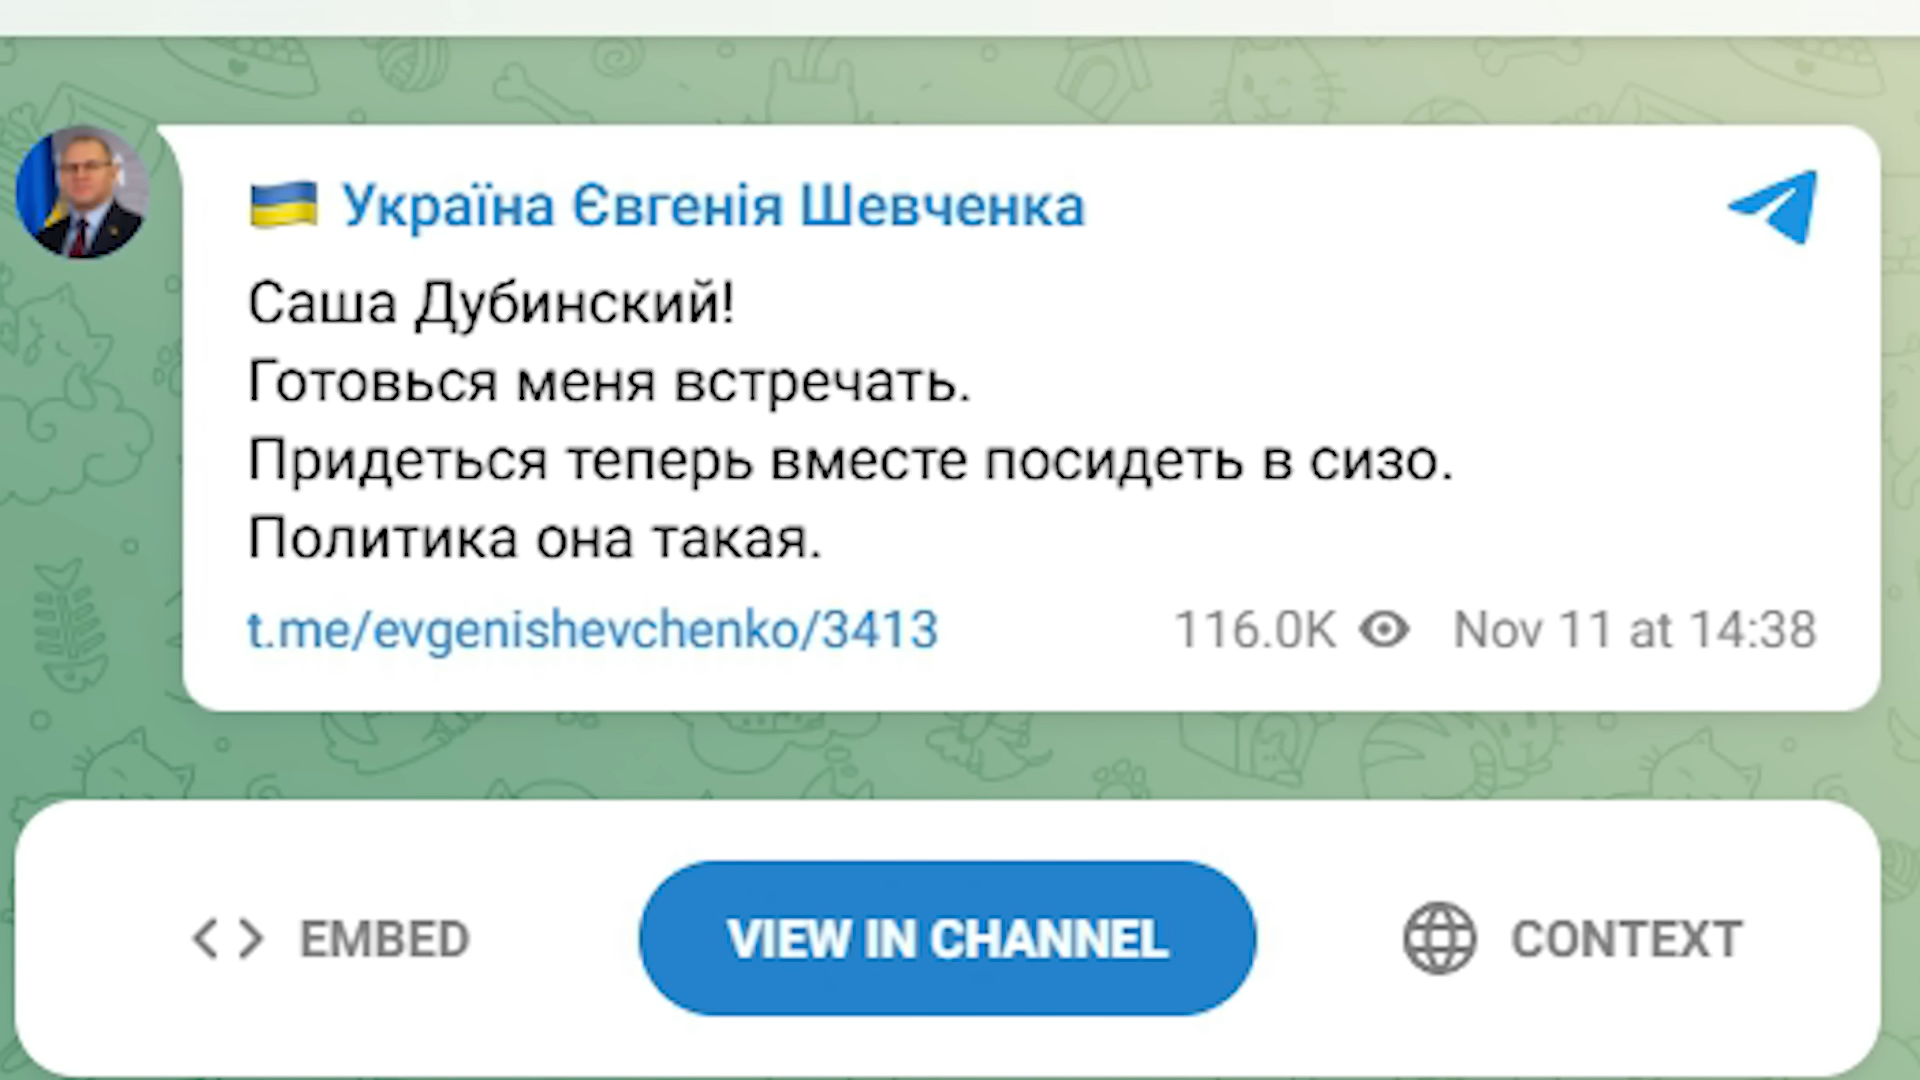 Україна Євгенія Шевченка
Саша Дубинский!
Готовься меня встречать.
Придеться теперь вместе посидеть в сизо.
Политика она такая.
t.me/evgenishevchenko/3413 116.0K Nov 11 at 14:38
EMBED VIEW IN CHANNEL CONTEXT